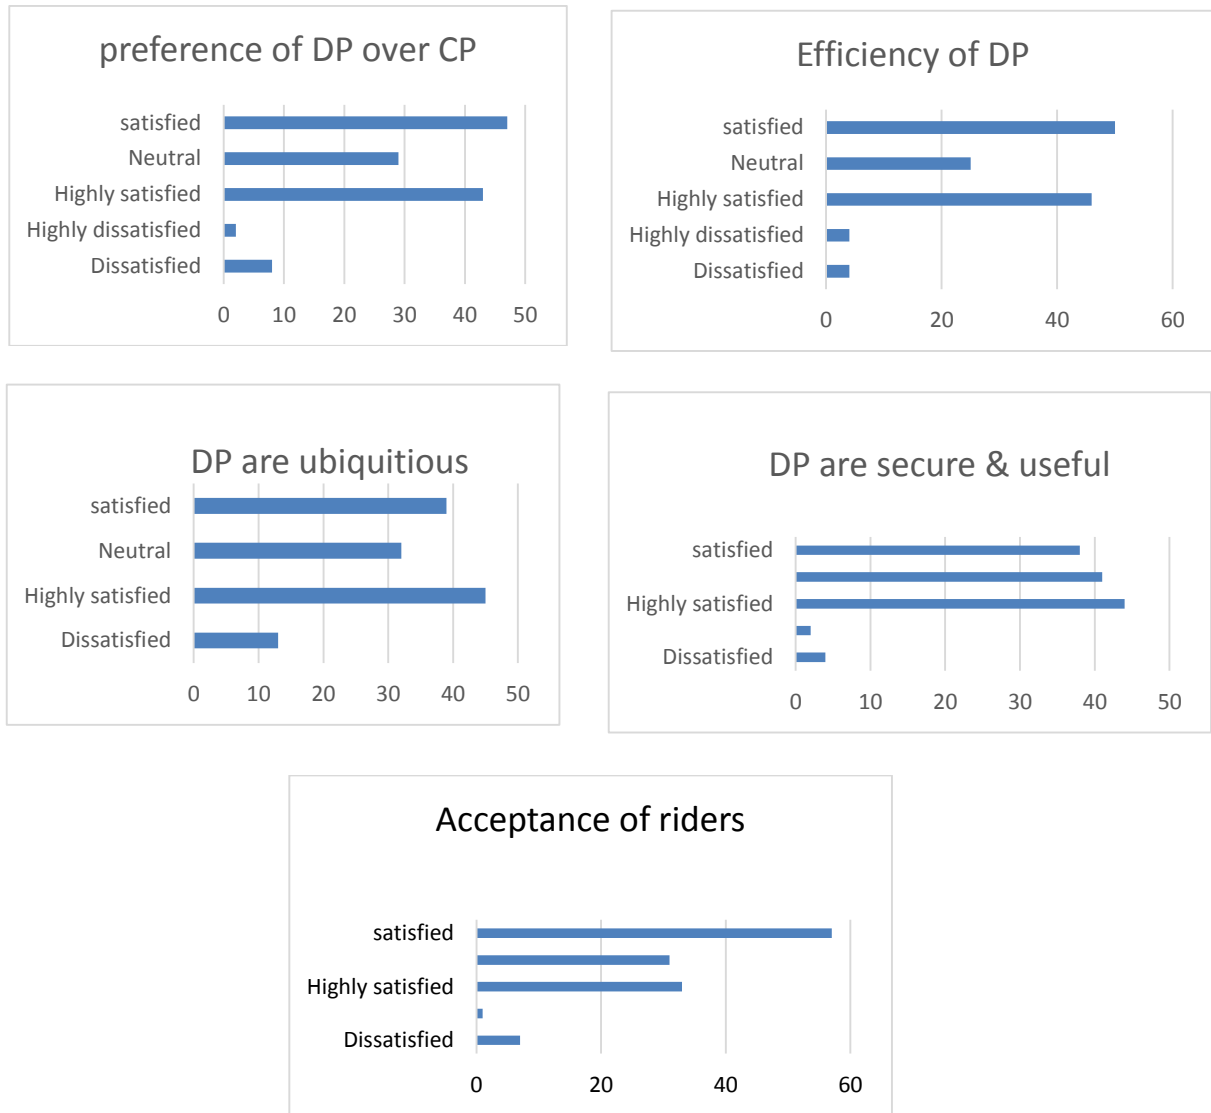 preference of DP over CP
satisfied
Neutral
Highly satisfied
Highly dissatisfied
Dissatisfied
0 10 20 30 40 50
Efficiency of DP
satisfied
Neutral
Highly satisfied
Highly dissatisfied
Dissatisfied
0 20 40 60
DP are ubiquitious
satisfied
Neutral
Highly satisfied
Dissatisfied
0 10 20 30 40 50
DP are secure & useful
satisfied
Highly satisfied
Dissatisfied
0 10 20 30 40 50
Acceptance of riders
satisfied
Highly satisfied
Dissatisfied
0 20 40 60